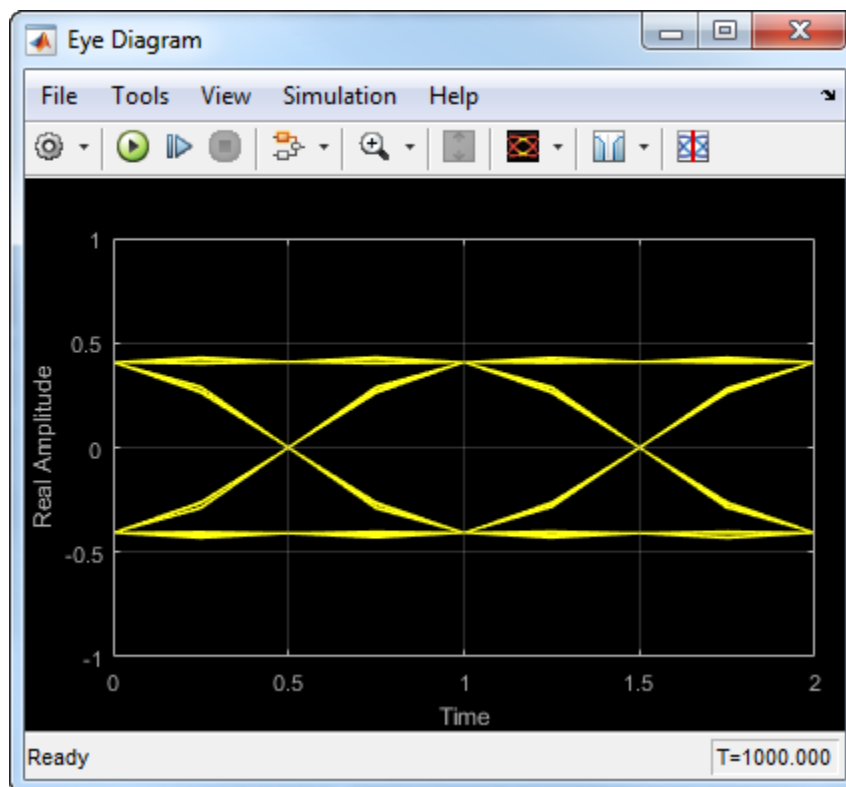 Eye Diagram
File Tools View Simulation Help
1
0.5
0
-0.5
-1
Real Amplitude
0 0.5 1 1.5 2
Time
Ready T=1000.000